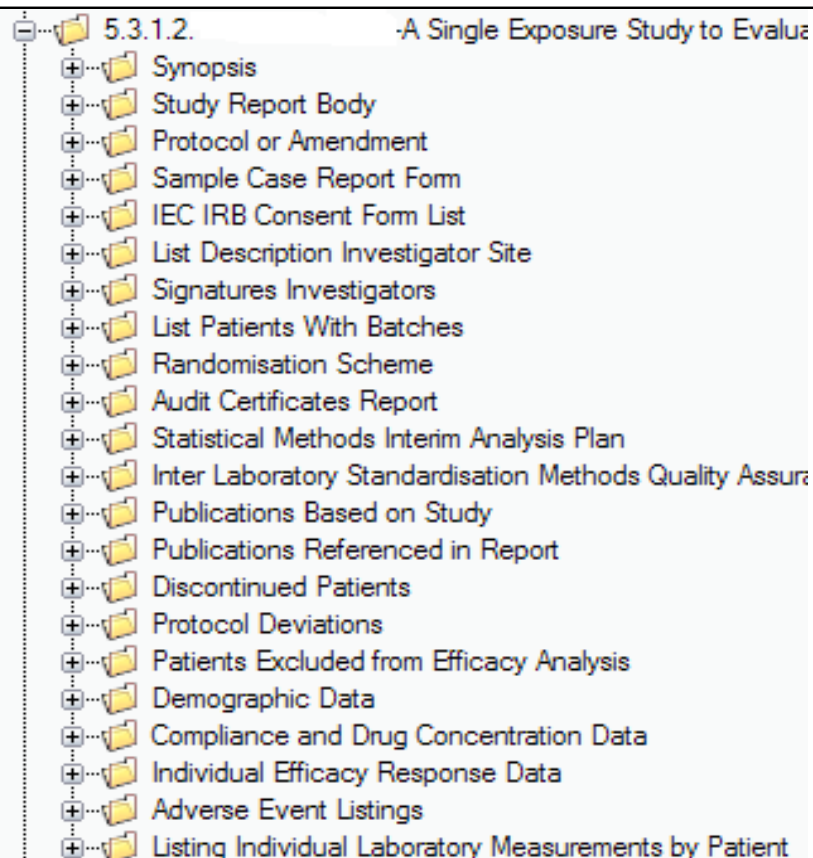 5.3.1.2. -A Single Exposure Study to Evalua
Synopsis
Study Report Body
Protocol or Amendment
Sample Case Report Form
IEC IRB Consent Form List
List Description Investigator Site
Signatures Investigators
List Patients With Batches
Randomisation Scheme
Audit Certificates Report
Statistical Methods Interim Analysis Plan
Inter Laboratory Standardisation Methods Quality Assura
Publications Based on Study
Publications Referenced in Report
Discontinued Patients
Protocol Deviations
Patients Excluded from Efficacy Analysis
Demographic Data
Compliance and Drug Concentration Data
Individual Efficacy Response Data
Adverse Event Listings
Listing Individual Laboratory Measurements by Patient